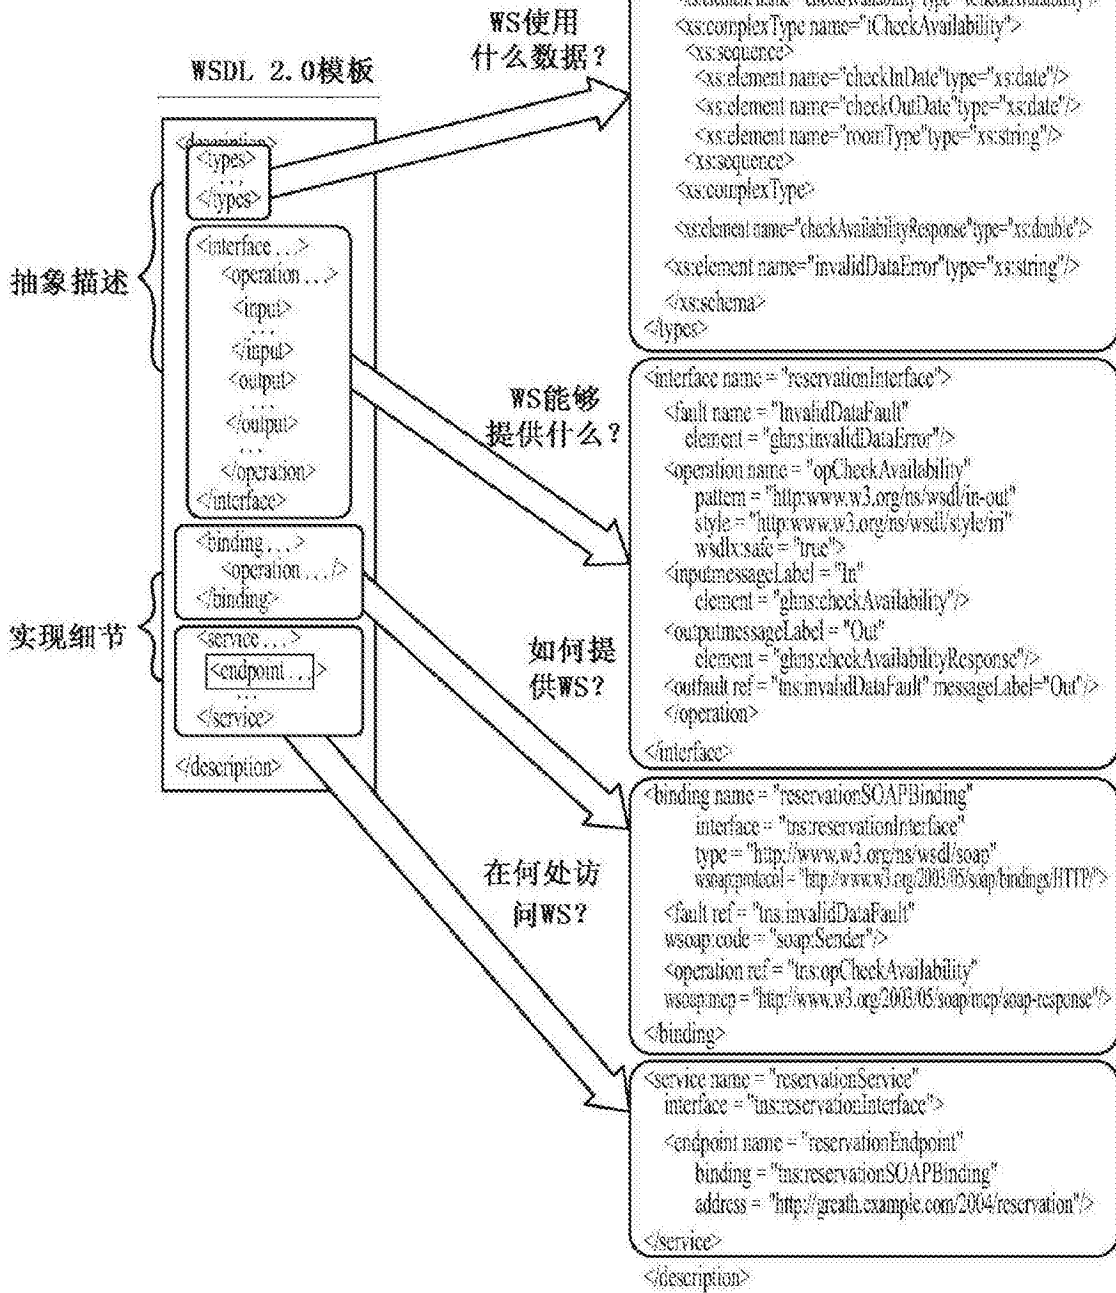 WSDL 2.0模板
<description>
<types>
...
</types>
<interface...>
<operation...>
<input>
...
</input>
<output>
...
</output>
...
</operation>
</interface>
<binding...>
<operation.../>
</binding>
<service...>
<endpoint...>
...
</service>
</description>
抽象描述
实现细节
WS使用
什么数据?
WS能够
提供什么?
如何提
供WS?
在何处访
问WS?
<xs:complexType name="tCheckAvailability">
<xs:sequence>
<xs:element name="checkInDate"type="xs:date"/>
<xs:element name="checkOutDate"type="xs:date"/>
<xs:element name="roomType"type="xs:string"/>
<xs:sequence>
<xs:complexType>
<xs:element name="checkAvailabilityResponse"type="xs:double"/>
<xs:element name="invalidDataError"type="xs:string"/>
</xs:schema>
</types>
<interface name = "reservationInterface">
<fault name = "InvalidDataFault"
element = "ghns:invalidDataError"/>
<operation name = "opCheckAvailability"
pattern = "http:www.w3.org/ns/wsdl/in-out"
style = "http:www.w3.org/ns/wsdl/style/iri"
wsdlx:safe = "true">
<inputmessageLabel = "In"
element = "ghns:checkAvailability"/>
<outputmessageLabel = "Out"
element = "ghns:checkAvailabilityResponse"/>
<outfault ref = "tns:invalidDataFault" messageLabel="Out"/>
</operation>
</interface>
<binding name = "reservationSOAPBinding"
interface = "tns:reservationInterface"
type = "http://www.w3.org/ns/wsdl/soap"
wsoap:protocol = "http://www.w3.org/2003/05/soap/bindings/HTTP/">
<fault ref = "tns:invalidDataFault"
wsoap:code = "soap:Sender"/>
<operation ref = "tns:opCheckAvailability"
wsoap:mep = "http://www.w3.org/2003/05/soap/mep/soap-response"/>
</binding>
<service name = "reservationService"
interface = "tns:reservationInterface">
<endpoint name = "reservationEndpoint"
binding = "tns:reservationSOAPBinding"
address = "http://greath.example.com/2004/reservation"/>
</service>
</description>